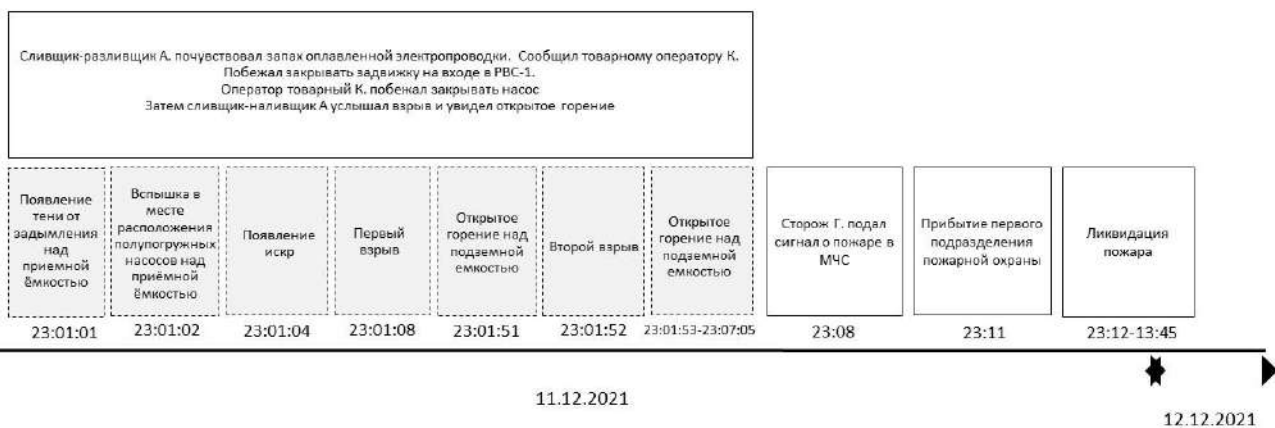 Сливщик-разливщик А. почувствовал запах оплавленной электропроводки. Сообщил товарному оператору К.
Побежал закрывать задвижку на входе в РВС-1.
Оператор товарный К. побежал закрывать насос
Затем сливщик-наливщик А услышал взрыв и увидел открытое горение
Появление
тени от
задымления
над
приемной
ёмкостью
Вспышка в
месте
расположения
полупогружных
насосов над
приёмной
ёмкостью
Появление
искр
Первый
взрыв
Открытое
горение над
подземной
емкостью
Второй взрыв
Открытое
горение над
подземной
емкостью
Сторож Г. подал
сигнал о пожаре в
МЧС
Прибытие первого
подразделения
пожарной охраны
Ликвидация
пожара
23:01:01
23:01:02
23:01:04
23:01:08
23:01:51
23:01:52
23:01:53-23:07:05
23:08
23:11
23:12-13:45
11.12.2021
12.12.2021